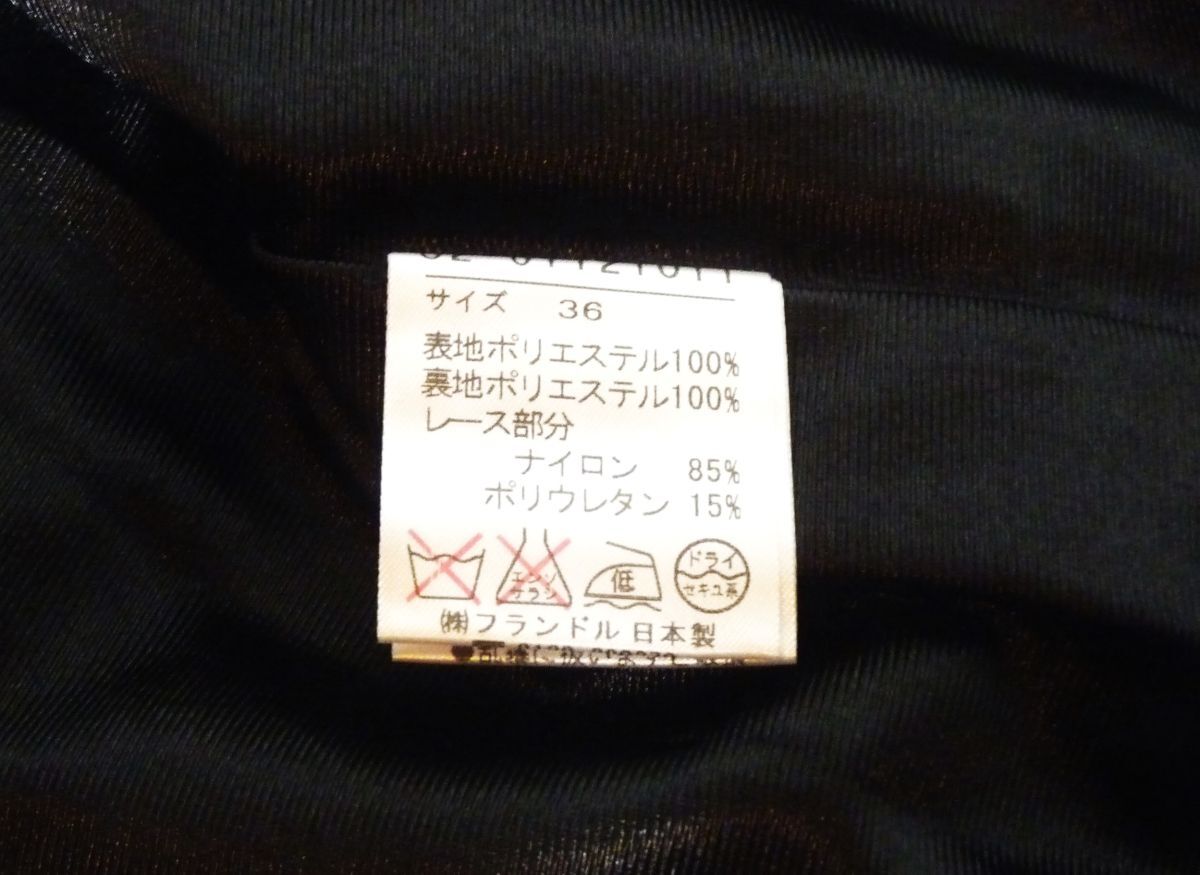 サイズ 36
表地ポリエステル100%
裏地ポリエステル100%
レース部分
ナイロン 85%
ポリウレタン 15%
エンソ
サラシ
低
ドライ
セキユ系
㈱フランドル 日本製